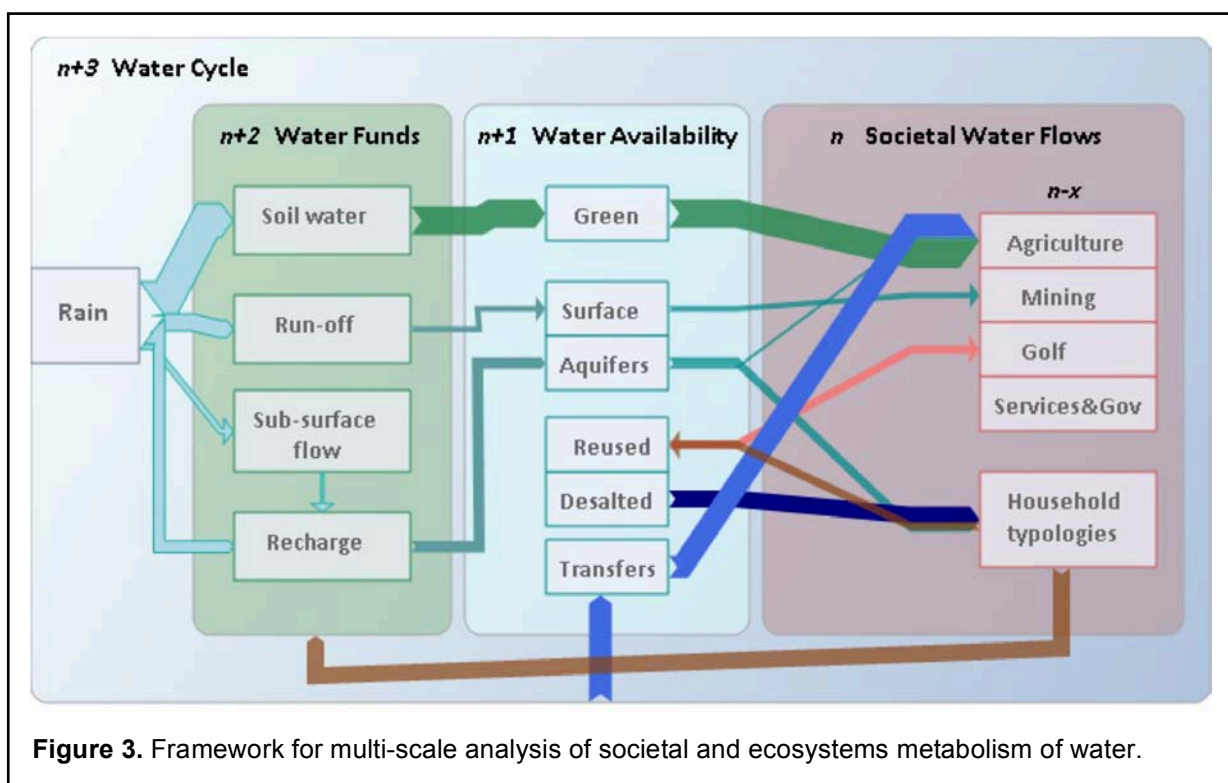 n+3 Water Cycle
n+2 Water Funds
n+1 Water Availability
n Societal Water Flows
n-x
Rain
Soil water
Run-off
Sub-surface
flow
Recharge
Green
Surface
Aquifers
Reused
Desalted
Transfers
Agriculture
Mining
Golf
Services&Gov
Household
typologies
Figure 3. Framework for multi-scale analysis of societal and ecosystems metabolism of water.